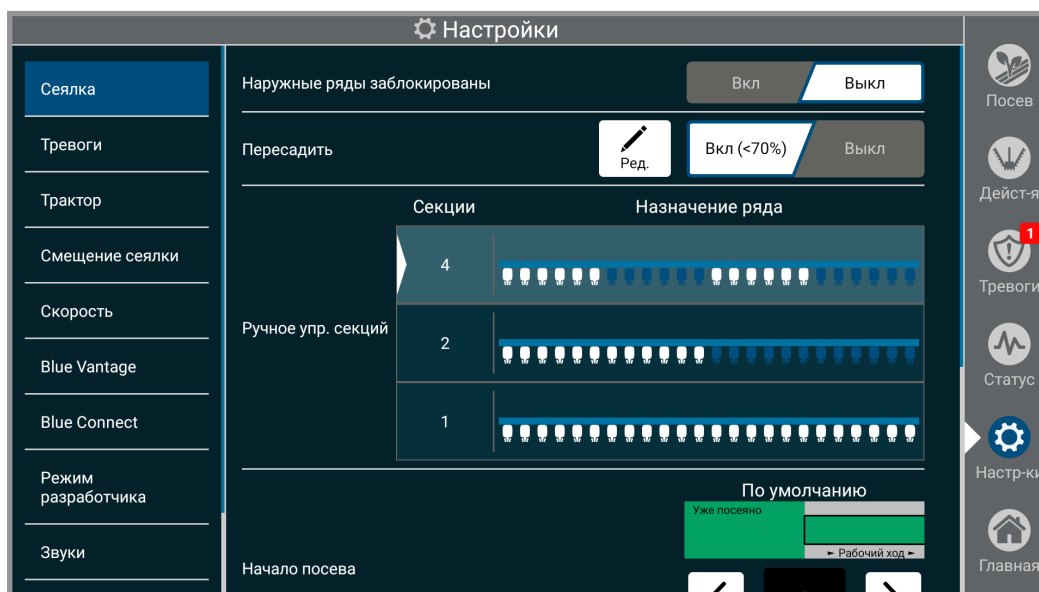 Настройки
Сеялка
Тревоги
Трактор
Смещение сеялки
Скорость
Blue Vantage
Blue Connect
Режим
разработчика
Звуки
Наружные ряды заблокированы
Вкл
Выкл
Пересадить
Ред.
Вкл (<70%)
Выкл
Секции
Назначение ряда
Ручное упр. секций
4
2
1
По умолчанию
Уже посеяно
► Рабочий ход ►
Начало посева
Посев
Дейст-я
1
Тревоги
Статус
Настр-ки
Главная